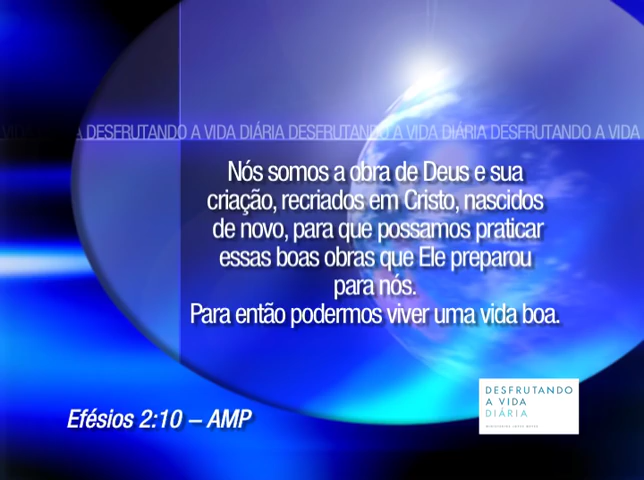 A DESFRUTANDO A VIDA DIÁRIA DESFRUTANDO A VIDA DIÁRIA DESFRUTANDO A VIDA
Nós somos a obra de Deus e sua
criação, recriados em Cristo, nascidos
de novo, para que possamos praticar
essas boas obras que Ele preparou
para nós.
Para então podermos viver uma vida boa.
DESFRUTANDO
A VIDA
DIÁRIA
Efésios 2:10 – AMP